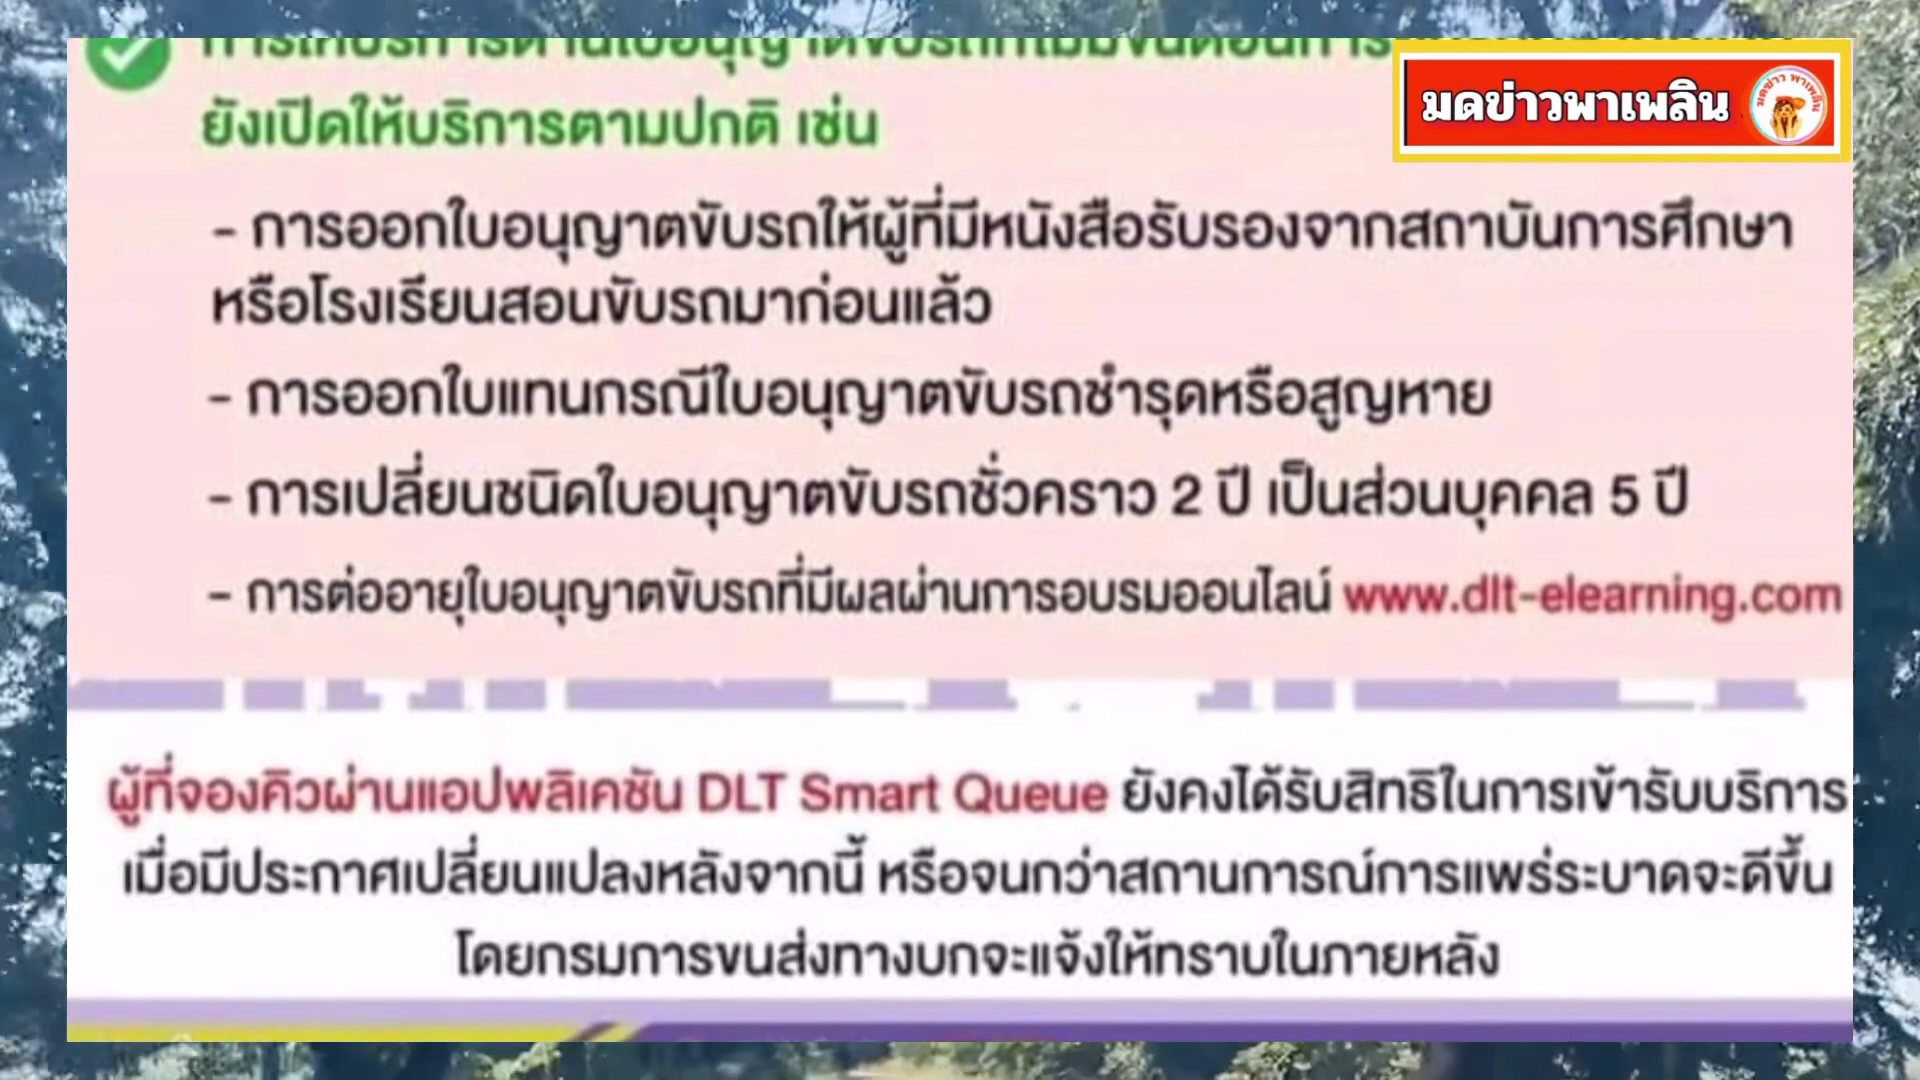 มดข่าวพาเพลิน
ยังเปิดให้บริการตามปกติ เช่น
- การออกใบอนุญาตขับรถให้ผู้ที่มีหนังสือรับรองจากสถาบันการศึกษา
หรือโรงเรียนสอนขับรถมาก่อนแล้ว
- การออกใบแทนกรณีใบอนุญาตขับรถชำรุดหรือสูญหาย
- การเปลี่ยนชนิดใบอนุญาตขับรถชั่วคราว 2 ปี เป็นส่วนบุคคล 5 ปี
- การต่ออายุใบอนุญาตขับรถที่มีผลผ่านการอบรมออนไลน์ www.dlt-elearning.com
ผู้ที่จองคิวผ่านแอปพลิเคชัน DLT Smart Queue ยังคงได้รับสิทธิในการเข้ารับบริการ
เมื่อมีประกาศเปลี่ยนแปลงหลังจากนี้ หรือจนกว่าสถานการณ์การแพร่ระบาดจะดีขึ้น
โดยกรมการขนส่งทางบกจะแจ้งให้ทราบในภายหลัง